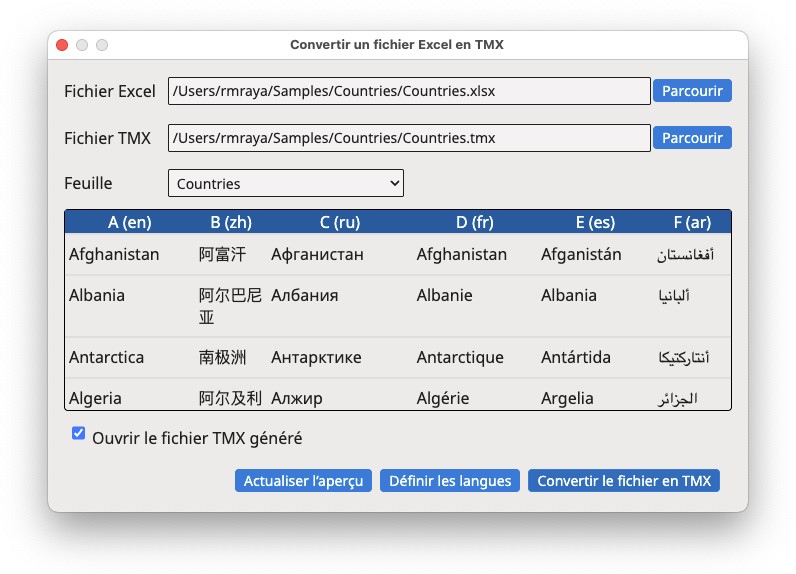 Convertir un fichier Excel en TMX
Fichier Excel /Users/rmraya/Samples/Countries/Countries.xlsx Parcourir
Fichier TMX /Users/rmraya/Samples/Countries/Countries.tmx Parcourir
Feuille Countries
A (en) B (zh) C (ru) D (fr) E (es) F (ar)
Afghanistan 阿富汗 Афганистан Afghanistan Afganistán أفغانستان
Albania 阿尔巴尼 Албания Albanie Albania ألبانيا
亚
Antarctica 南极洲 Антарктике Antarctique Antártida أنتاركتيكا
Algeria 阿尔及利 Алжир Algérie Argelia الجزائر
Ouvrir le fichier TMX généré
Actualiser l’aperçu Définir les langues Convertir le fichier en TMX